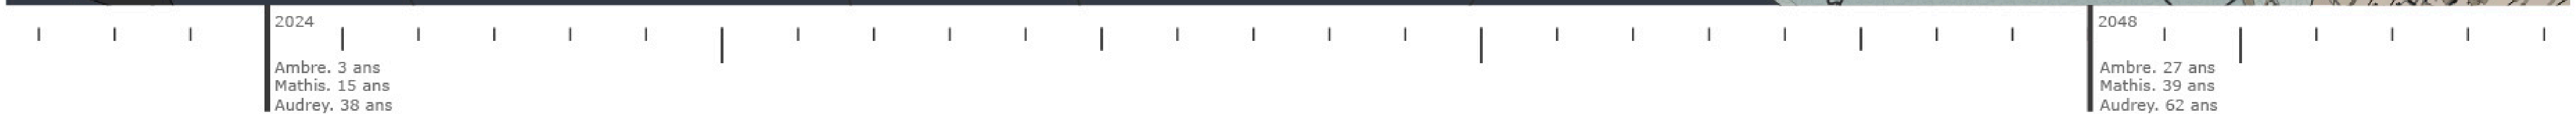 2024
Ambre. 3 ans
Mathis. 15 ans
Audrey. 38 ans
2048
Ambre. 27 ans
Mathis. 39 ans
Audrey. 62 ans